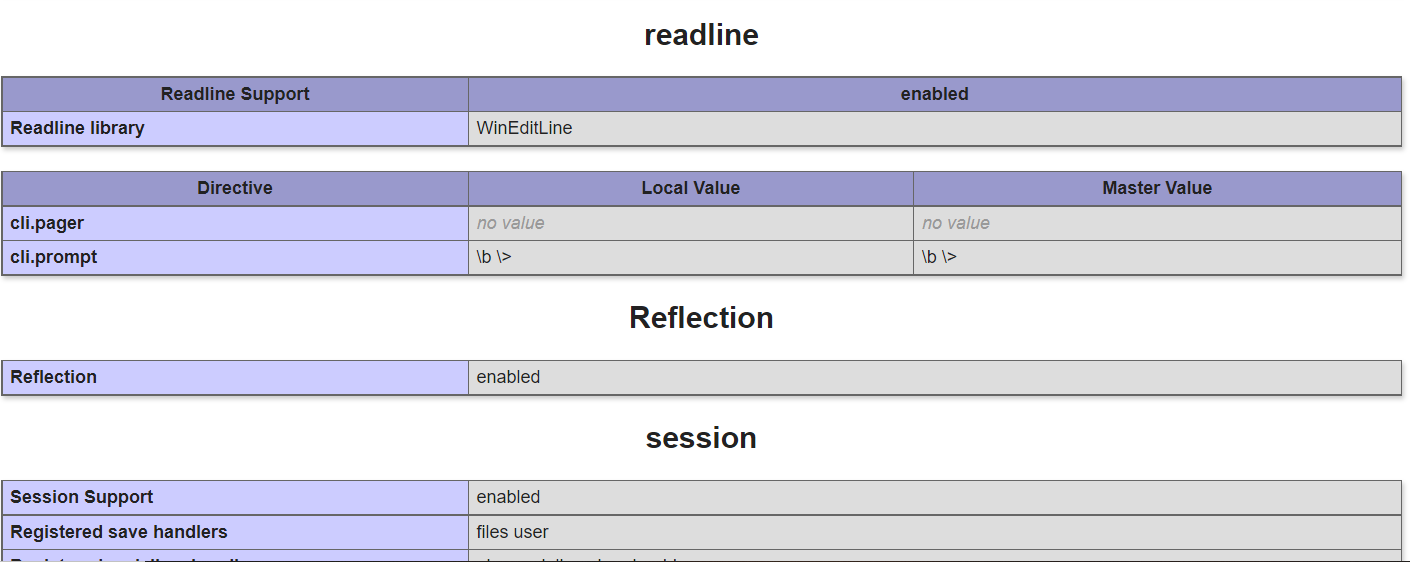 readline
Readline Support enabled
Readline library WinEditLine
Directive Local Value Master Value
cli.pager no value no value
cli.prompt \b \> \b \>
Reflection
Reflection enabled
session
Session Support enabled
Registered save handlers files user